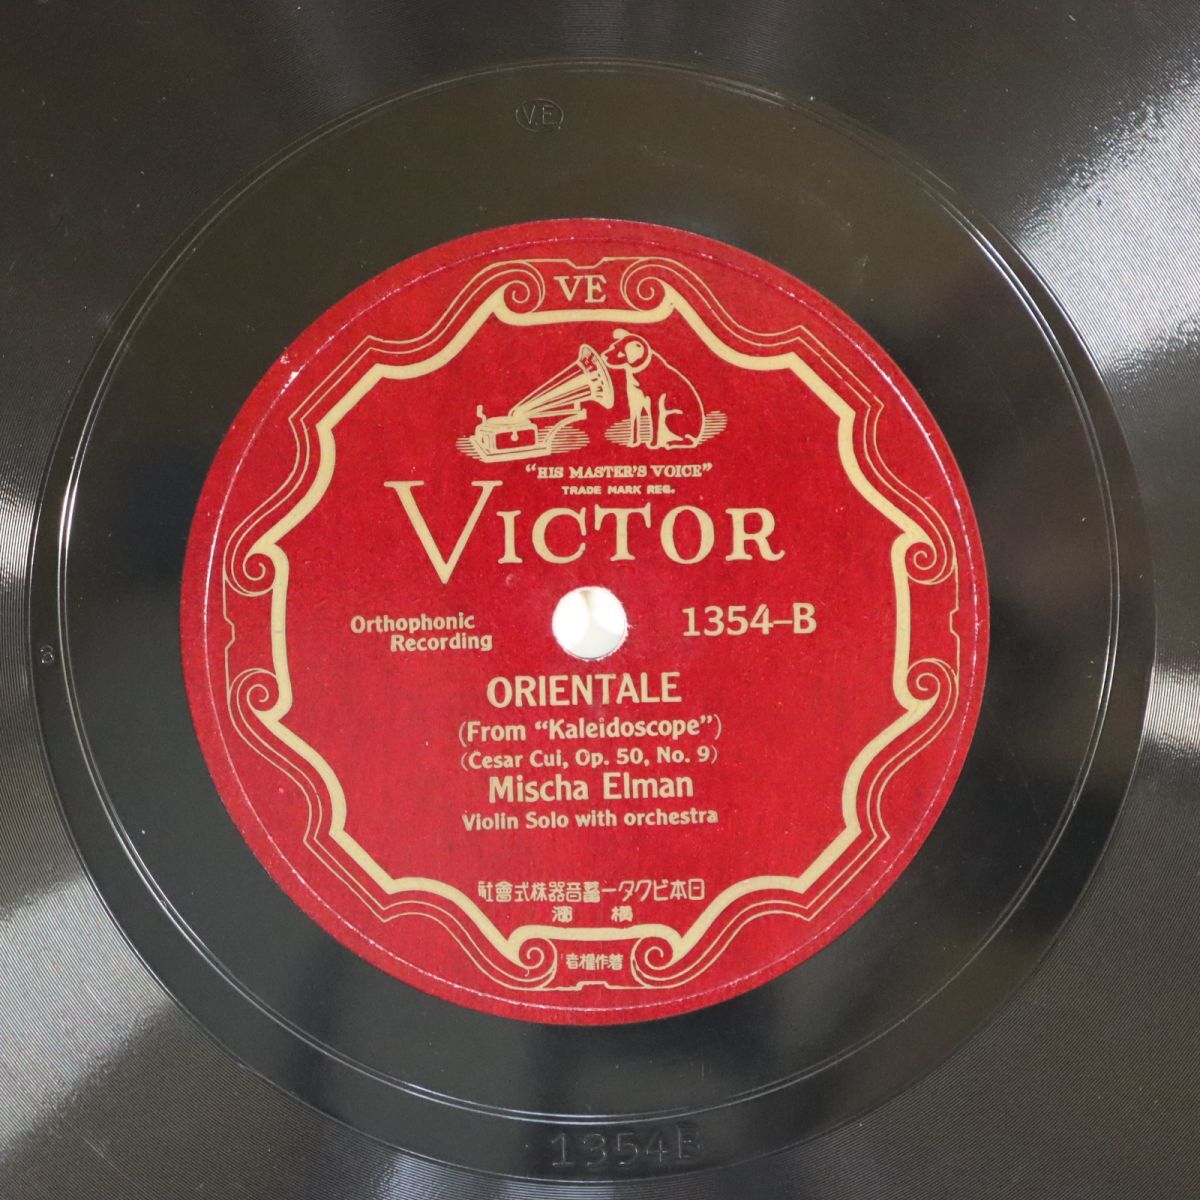 V.E
VE
"HIS MASTER'S VOICE"
TRADE MARK REG.
VICTOR
Orthophonic
Recording
1354-B
ORIENTALE
(From "Kaleidoscope")
(Cesar Cui, Op. 50, No. 9)
Mischa Elman
Violin Solo with orchestra
社會式株器音蓄ータクビ本日
濱橫
者權作著
3
1354B